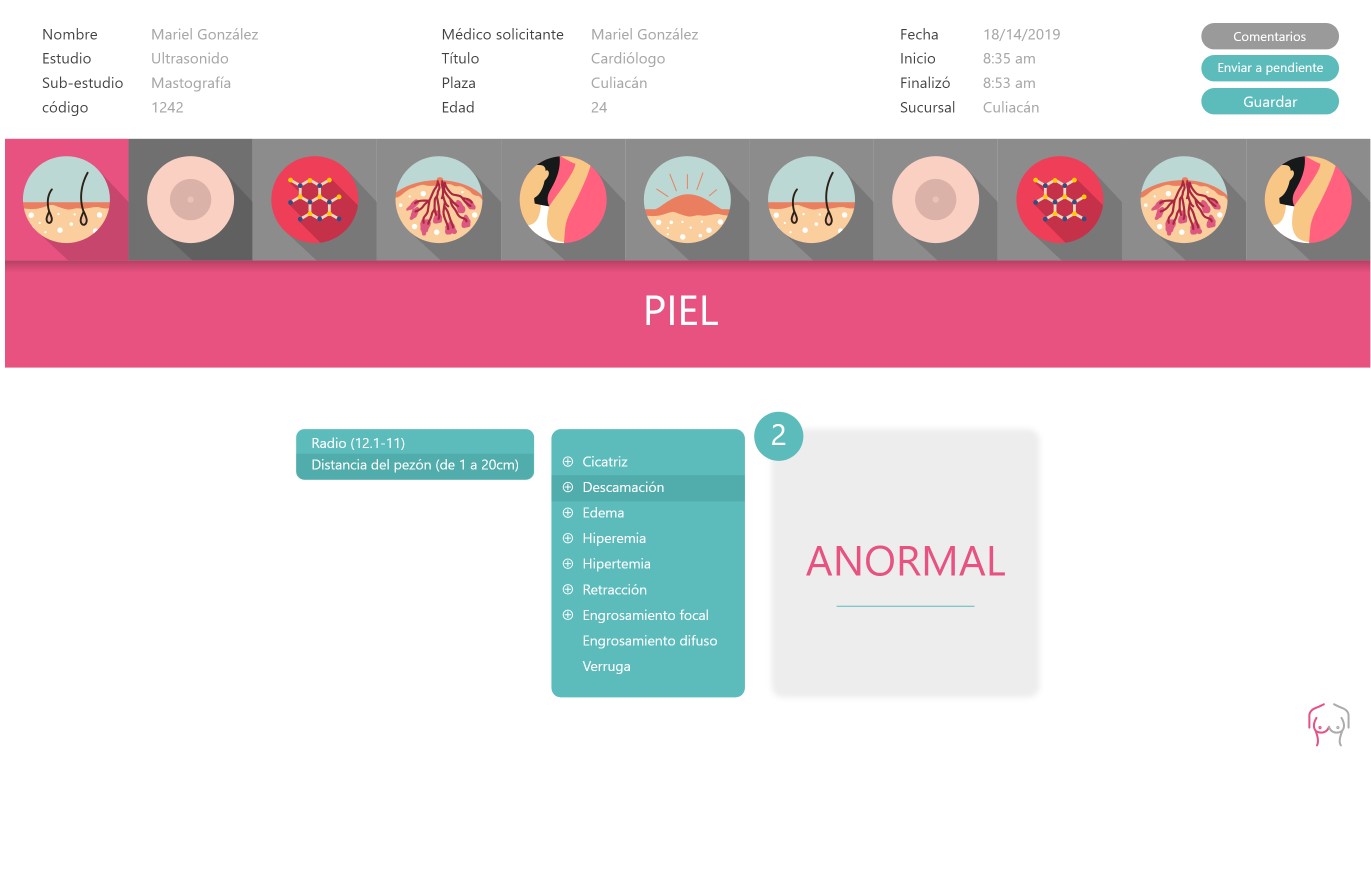 Nombre Mariel González
Estudio Ultrasonido
Sub-estudio Mastografía
código 1242
Médico solicitante Mariel González
Título Cardiólogo
Plaza Culiacán
Edad 24
Fecha 18/14/2019
Inicio 8:35 am
Finalizó 8:53 am
Sucursal Culiacán
Comentarios
Enviar a pendiente
Guardar
PIEL
Radio (12.1-11)
Distancia del pezón (de 1 a 20cm)
Cicatriz
Descamación
Edema
Hiperemia
Hipertemia
Retracción
Engrosamiento focal
Engrosamiento difuso
Verruga
2
ANORMAL